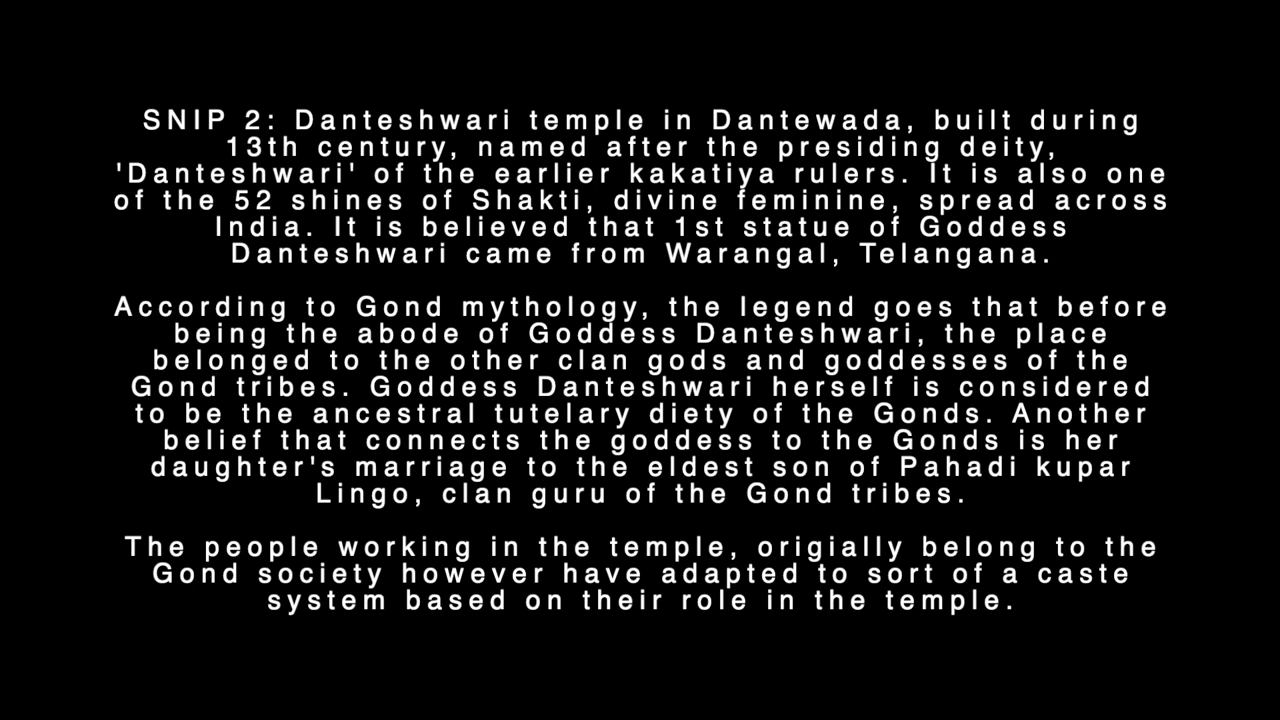 SNIP 2: Danteshwari temple in Dantewada, built during
13th century, named after the presiding deity,
'Danteshwari' of the earlier kakatiya rulers. It is also one
of the 52 shines of Shakti, divine feminine, spread across
India. It is believed that 1st statue of Goddess
Danteshwari came from Warangal, Telangana.
According to Gond mythology, the legend goes that before
being the abode of Goddess Danteshwari, the place
belonged to the other clan gods and goddesses of the
Gond tribes. Goddess Danteshwari herself is considered
to be the ancestral tutelary diety of the Gonds. Another
belief that connects the goddess to the Gonds is her
daughter's marriage to the eldest son of Pahadi kupar
Lingo, clan guru of the Gond tribes.
The people working in the temple, origially belong to the
Gond society however have adapted to sort of a caste
system based on their role in the temple.